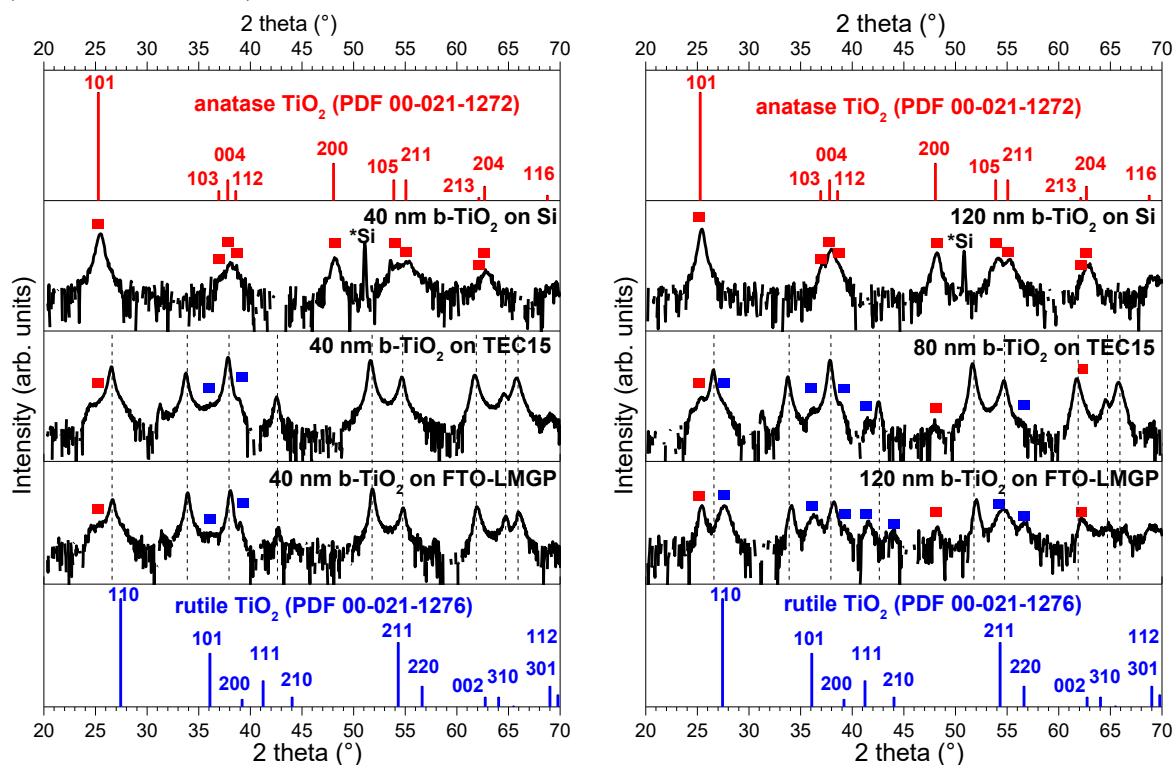 2 theta (°)
20 25 30 35 40 45 50 55 60 65 70
101
anatase TiO₂ (PDF 00-021-1272)
004
200
211
103
112
105
204
213
116
40 nm b-TiO₂ on Si
*Si
40 nm b-TiO₂ on TEC15
40 nm b-TiO₂ on FTO-LMGP
110
rutile TiO₂ (PDF 00-021-1276)
101
111
200
210
211
220
002
310
112
301
20 25 30 35 40 45 50 55 60 65 70
2 theta (°)
Intensity (arb. units)
2 theta (°)
20 25 30 35 40 45 50 55 60 65 70
101
anatase TiO₂ (PDF 00-021-1272)
004
200
211
103
112
105
204
213
116
120 nm b-TiO₂ on Si
*Si
80 nm b-TiO₂ on TEC15
120 nm b-TiO₂ on FTO-LMGP
110
rutile TiO₂ (PDF 00-021-1276)
101
111
200
210
211
220
002
310
112
301
20 25 30 35 40 45 50 55 60 65 70
2 theta (°)
Intensity (arb. units)